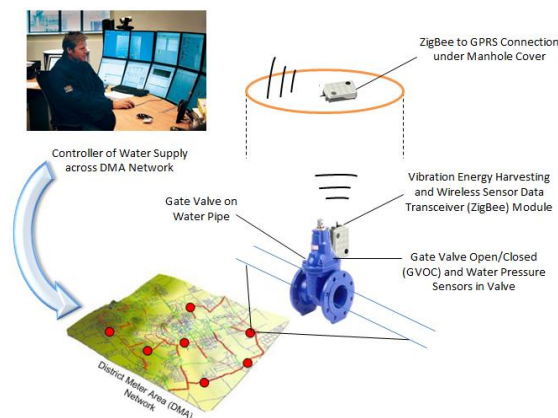 ZigBee to GPRS Connection
under Manhole Cover
Controller of Water Supply
across DMA Network
Vibration Energy Harvesting
and Wireless Sensor Data
Transceiver (ZigBee) Module
Gate Valve on
Water Pipe
Gate Valve Open/Closed
(GVOC) and Water Pressure
Sensors in Valve
District Meter Area (DMA)
Network